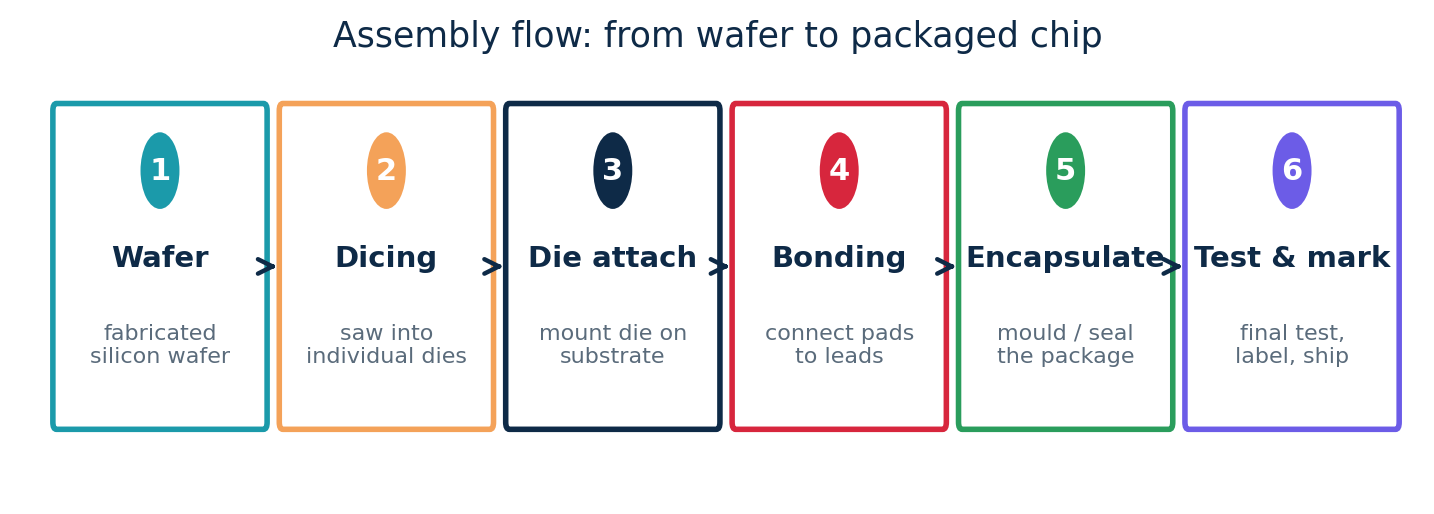 Assembly flow: from wafer to packaged chip
1
Wafer
fabricated
silicon wafer
2
Dicing
saw into
individual dies
3
Die attach
mount die on
substrate
4
Bonding
connect pads
to leads
5
Encapsulate
mould / seal
the package
6
Test & mark
final test,
label, ship